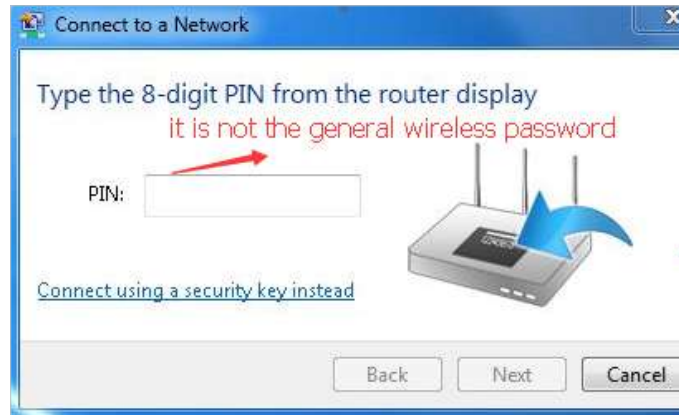 Connect to a Network
Type the 8-digit PIN from the router display
it is not the general wireless password
PIN:
Connect using a security key instead
Back
Next
Cancel